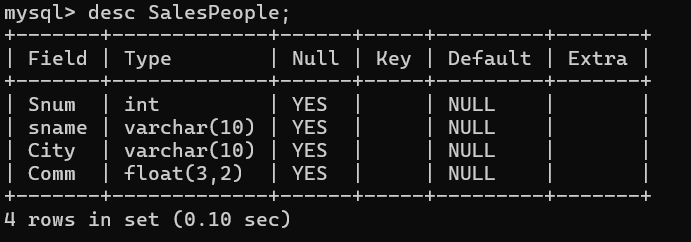 mysql> desc SalesPeople;
+-------+-------------+------+-----+---------+-------+
| Field | Type        | Null | Key | Default | Extra |
+-------+-------------+------+-----+---------+-------+
| Snum  | int         | YES  |     | NULL    |       |
| sname | varchar(10) | YES  |     | NULL    |       |
| City  | varchar(10) | YES  |     | NULL    |       |
| Comm  | float(3,2)  | YES  |     | NULL    |       |
+-------+-------------+------+-----+---------+-------+
4 rows in set (0.10 sec)